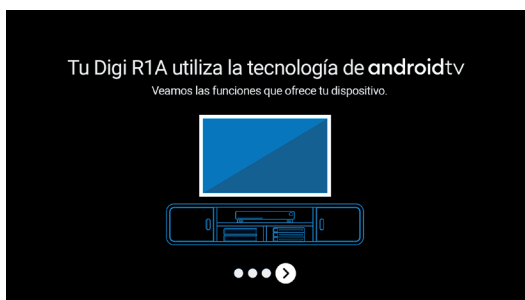 Tu Digi R1A utiliza la tecnología de androidtv
Veamos las funciones que ofrece tu dispositivo.